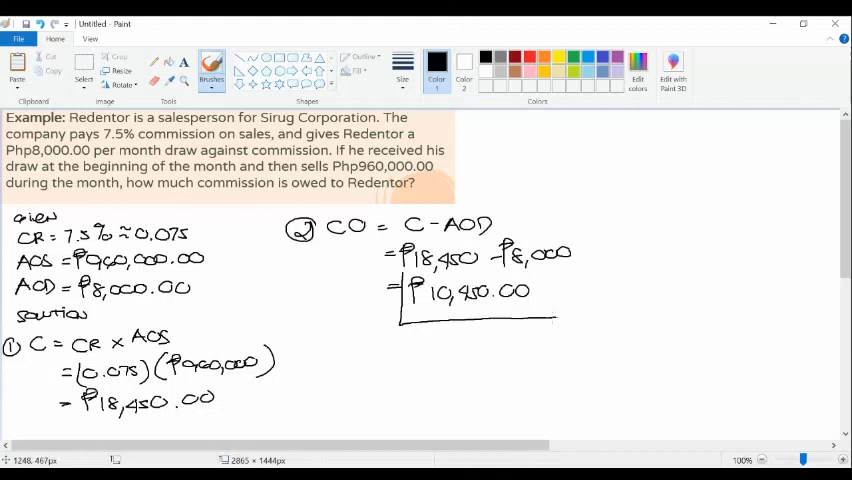 Untitled - Paint
File Home View
Paste Cut Copy Clipboard
Select Crop Resize Rotate Image
Tools
Brushes
Shapes Outline Fill
Size
Color 1 Color 2 Colors
Edit colors Edit with Paint 3D
Example: Redentor is a salesperson for Sirug Corporation. The
company pays 7.5% commission on sales, and gives Redentor a
Php8,000.00 per month draw against commission. If he received his
draw at the beginning of the month and then sells Php960,000.00
during the month, how much commission is owed to Redentor?
given
CR = 7.5% ≈ 0.075
AOS = ₱960,000.00
AOD = ₱8,000.00
solution
① C = CR × AOS
= (0.075) (₱960,000)
= ₱18,450.00
② CO = C - AOD
= ₱18,450 - ₱8,000
= ₱10,450.00
1248, 467px
2865 × 1444px
100%